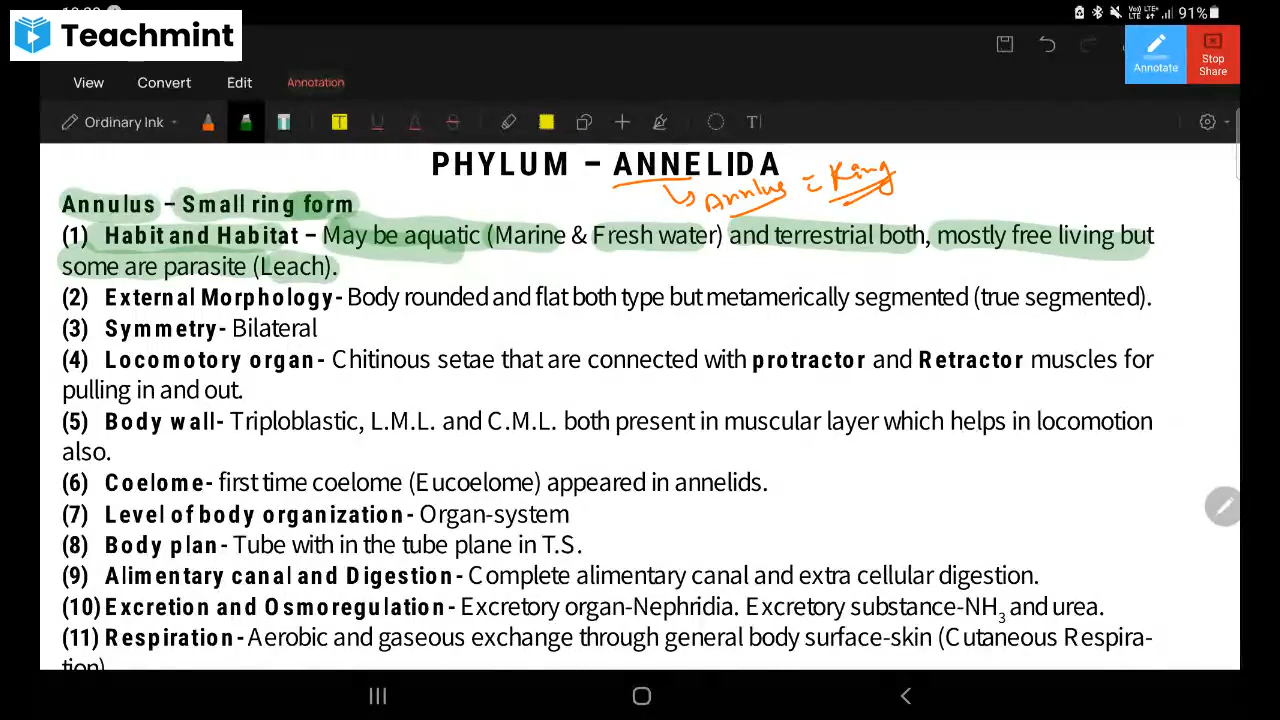 Teachmint
91%
Annotate
Stop
Share
View Convert Edit Annotation
Ordinary Ink
PHYLUM – ANNELIDA
Annulus = Ring
Annulus – Small ring form
(1) Habit and Habitat – May be aquatic (Marine & Fresh water) and terrestrial both, mostly free living but
some are parasite (Leach).
(2) External Morphology- Body rounded and flat both type but metamerically segmented (true segmented).
(3) Symmetry- Bilateral
(4) Locomotory organ- Chitinous setae that are connected with protractor and Retractor muscles for
pulling in and out.
(5) Body wall- Triploblastic, L.M.L. and C.M.L. both present in muscular layer which helps in locomotion
also.
(6) Coelome- first time coelome (Eucoelome) appeared in annelids.
(7) Level of body organization- Organ-system
(8) Body plan- Tube with in the tube plane in T.S.
(9) Alimentary canal and Digestion- Complete alimentary canal and extra cellular digestion.
(10) Excretion and Osmoregulation- Excretory organ-Nephridia. Excretory substance-NH3 and urea.
(11) Respiration- Aerobic and gaseous exchange through general body surface-skin (Cutaneous Respira-
tion)